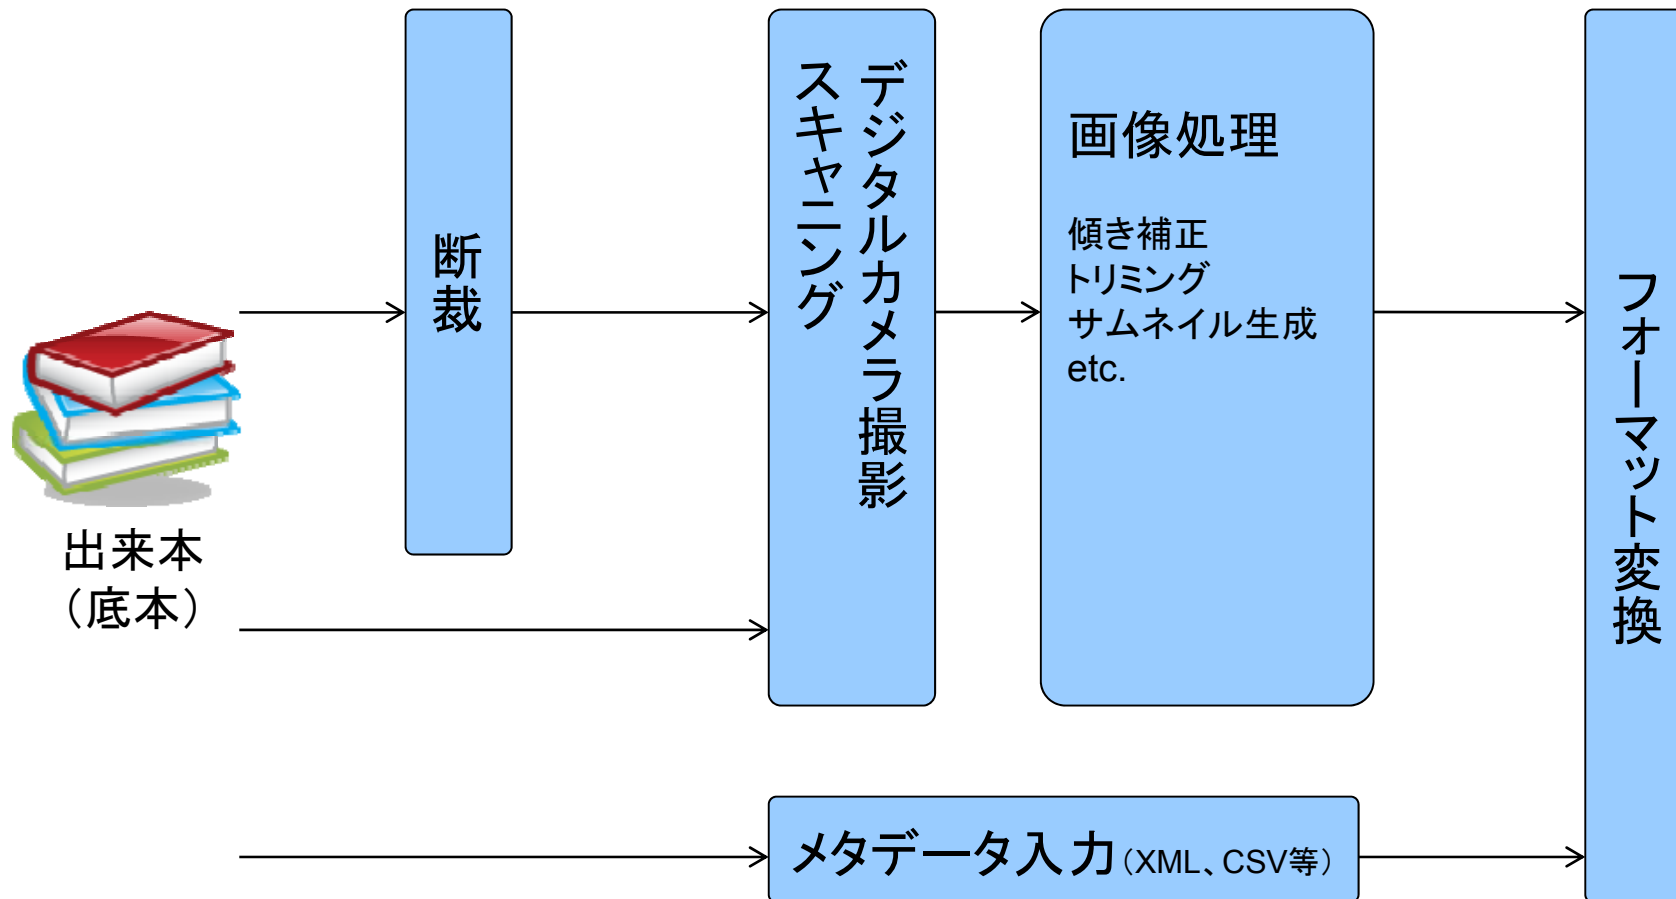 出来本
（底本）
断裁
デジタルカメラ撮影
スキャニング
画像処理
傾き補正
トリミング
サムネイル生成
etc.
メタデータ入力（XML、CSV等）
フォーマット変換